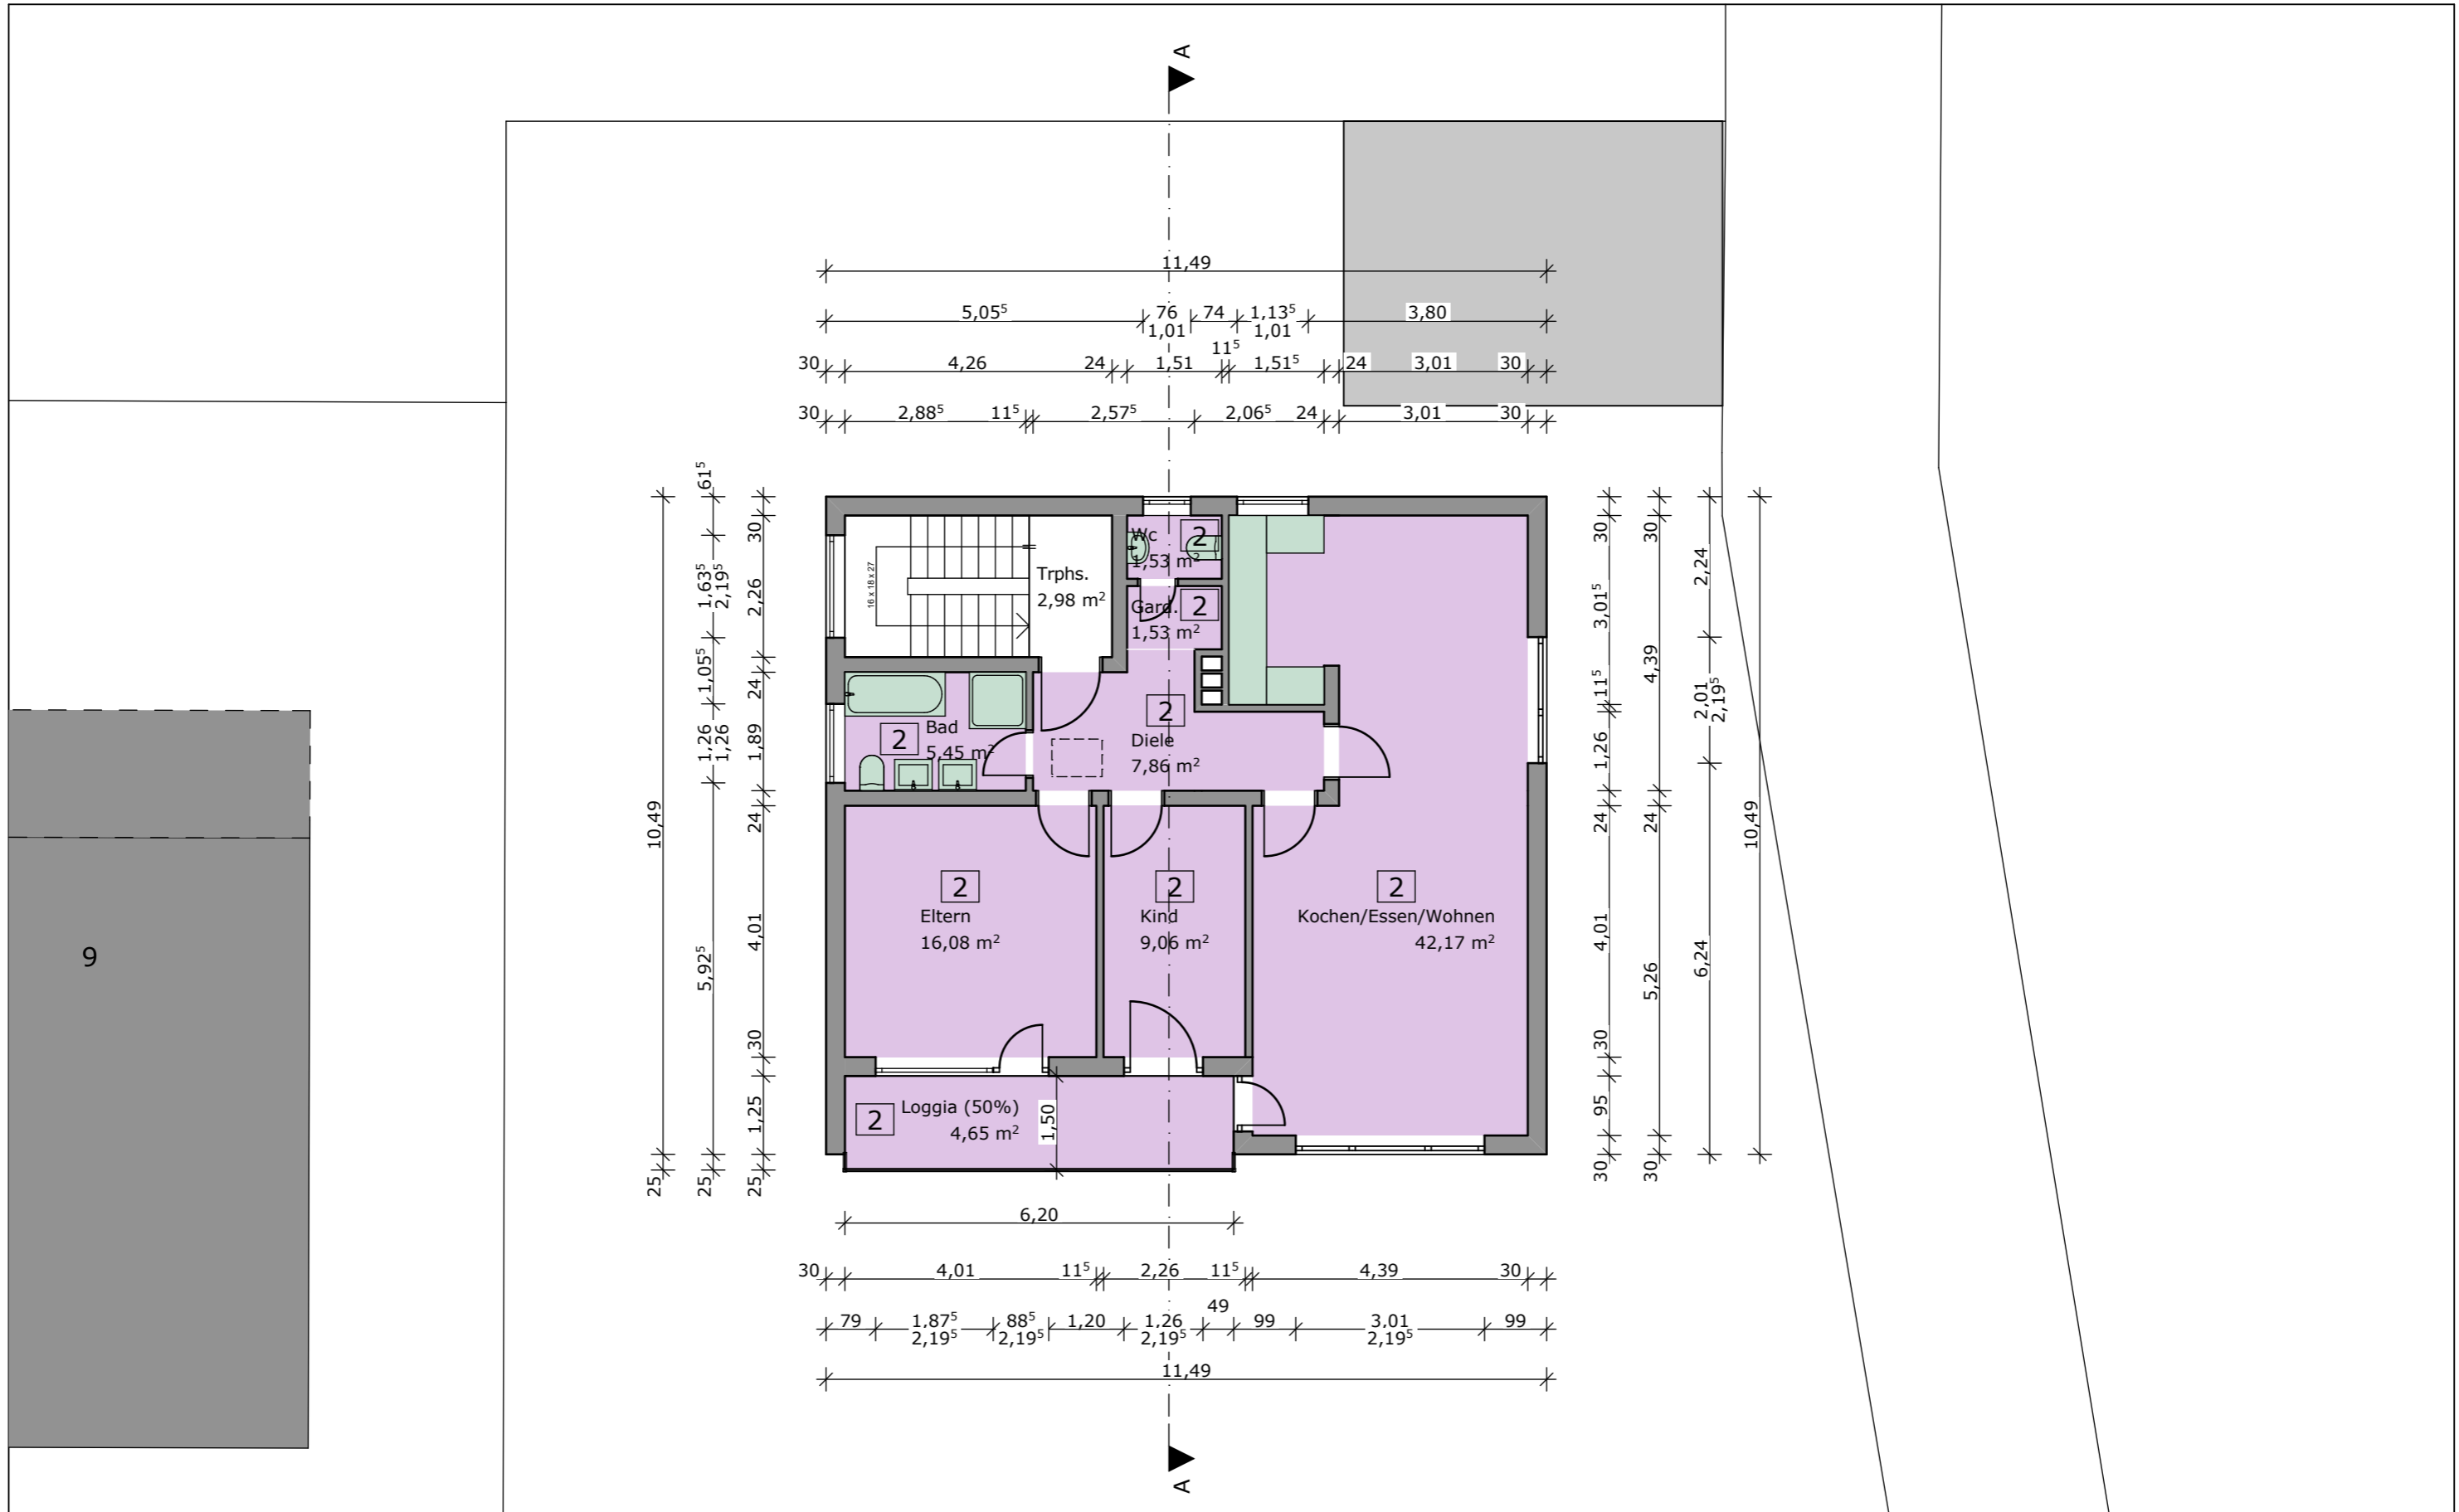 A
11,49
5,05⁵ 76 74 1,13⁵ 3,80
1,01 1,01
11⁵
30 4,26 24 1,51 1,51⁵ 24 3,01 30
30 2,88⁵ 11⁵ 2,57⁵ 2,06⁵ 24 3,01 30
10,49
25
61⁵
1,63⁵
2,19⁵
1,05⁵
1,26
1,26
5,92⁵
25
30
2,26
24
1,89
24
4,01
30
1,25
25
16 x 18 x 27
Trphs.
2,98 m²
Wc
2
1,53 m²
Gard.
2
1,53 m²
2
Bad
5,45 m²
2
Diele
7,86 m²
2
Eltern
16,08 m²
2
Kind
9,06 m²
2
Kochen/Essen/Wohnen
42,17 m²
2
Loggia (50%)
4,65 m²
1,50
9
30
3,01⁵
11⁵
1,26
24
4,01
30
95
30
30
4,39
24
5,26
30
2,24
2,01
2,19⁵
6,24
10,49
6,20
30 4,01 11⁵ 2,26 11⁵ 4,39 30
49
79 1,87⁵ 88⁵ 1,20 1,26 99 3,01 99
2,19⁵ 2,19⁵ 2,19⁵ 2,19⁵
11,49
A